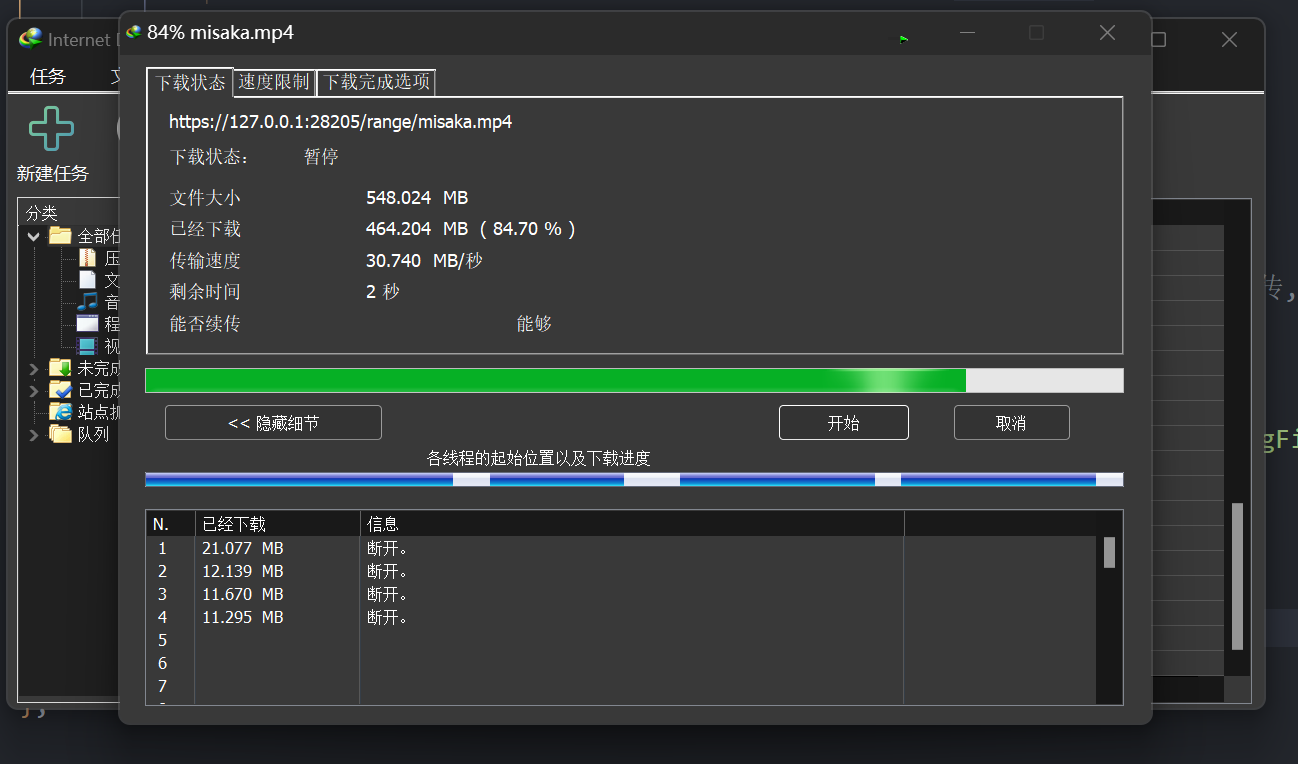 Internet
84% misaka.mp4
任务
新建任务
分类
全部任
压
文
音
程
视
未完成
已完成
站点抓
队列
下载状态 速度限制 下载完成选项
https://127.0.0.1:28205/range/misaka.mp4
下载状态: 暂停
文件大小 548.024 MB
已经下载 464.204 MB ( 84.70 % )
传输速度 30.740 MB/秒
剩余时间 2 秒
能否续传 能够
<< 隐藏细节 开始 取消
各线程的起始位置以及下载进度
N. 已经下载 信息
1 21.077 MB 断开。
2 12.139 MB 断开。
3 11.670 MB 断开。
4 11.295 MB 断开。
5
6
7
传,
gFi
};